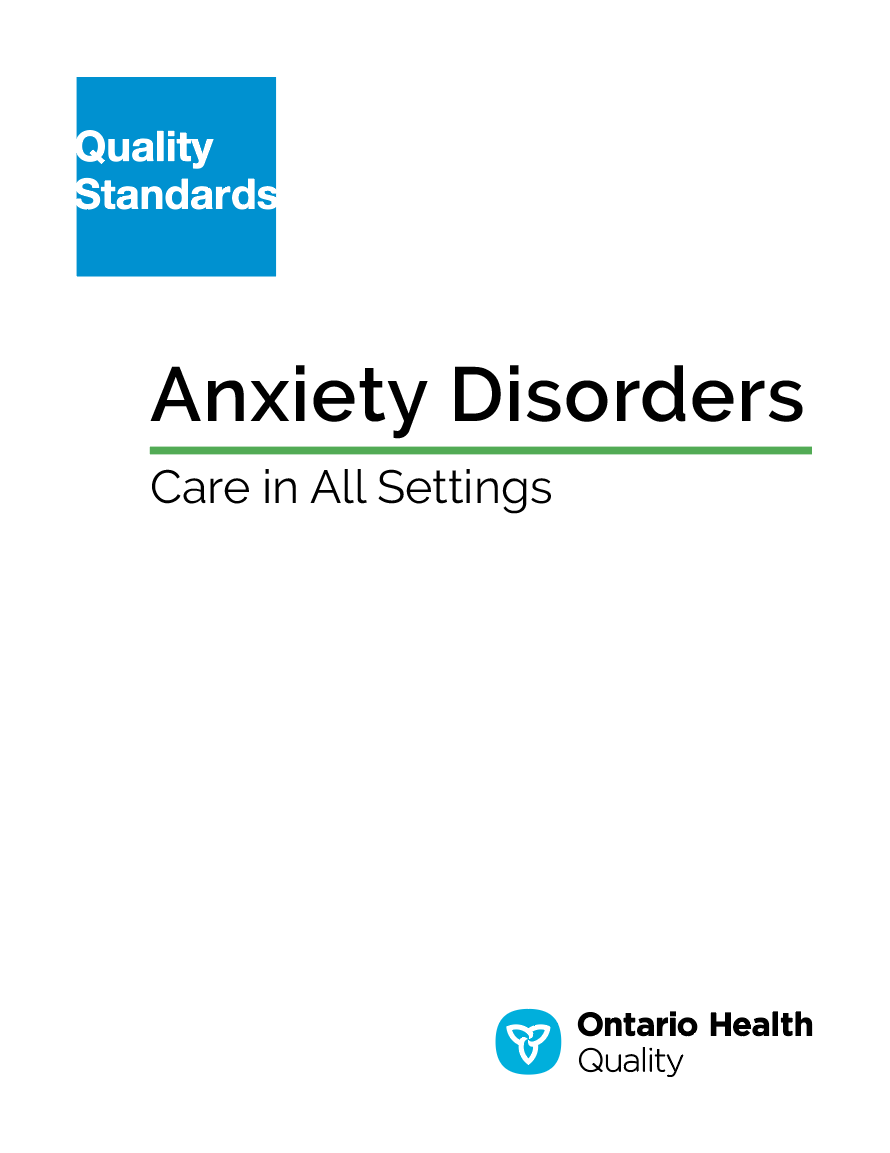 Quality
Standards
Anxiety Disorders
Care in All Settings
Ontario Health
Quality